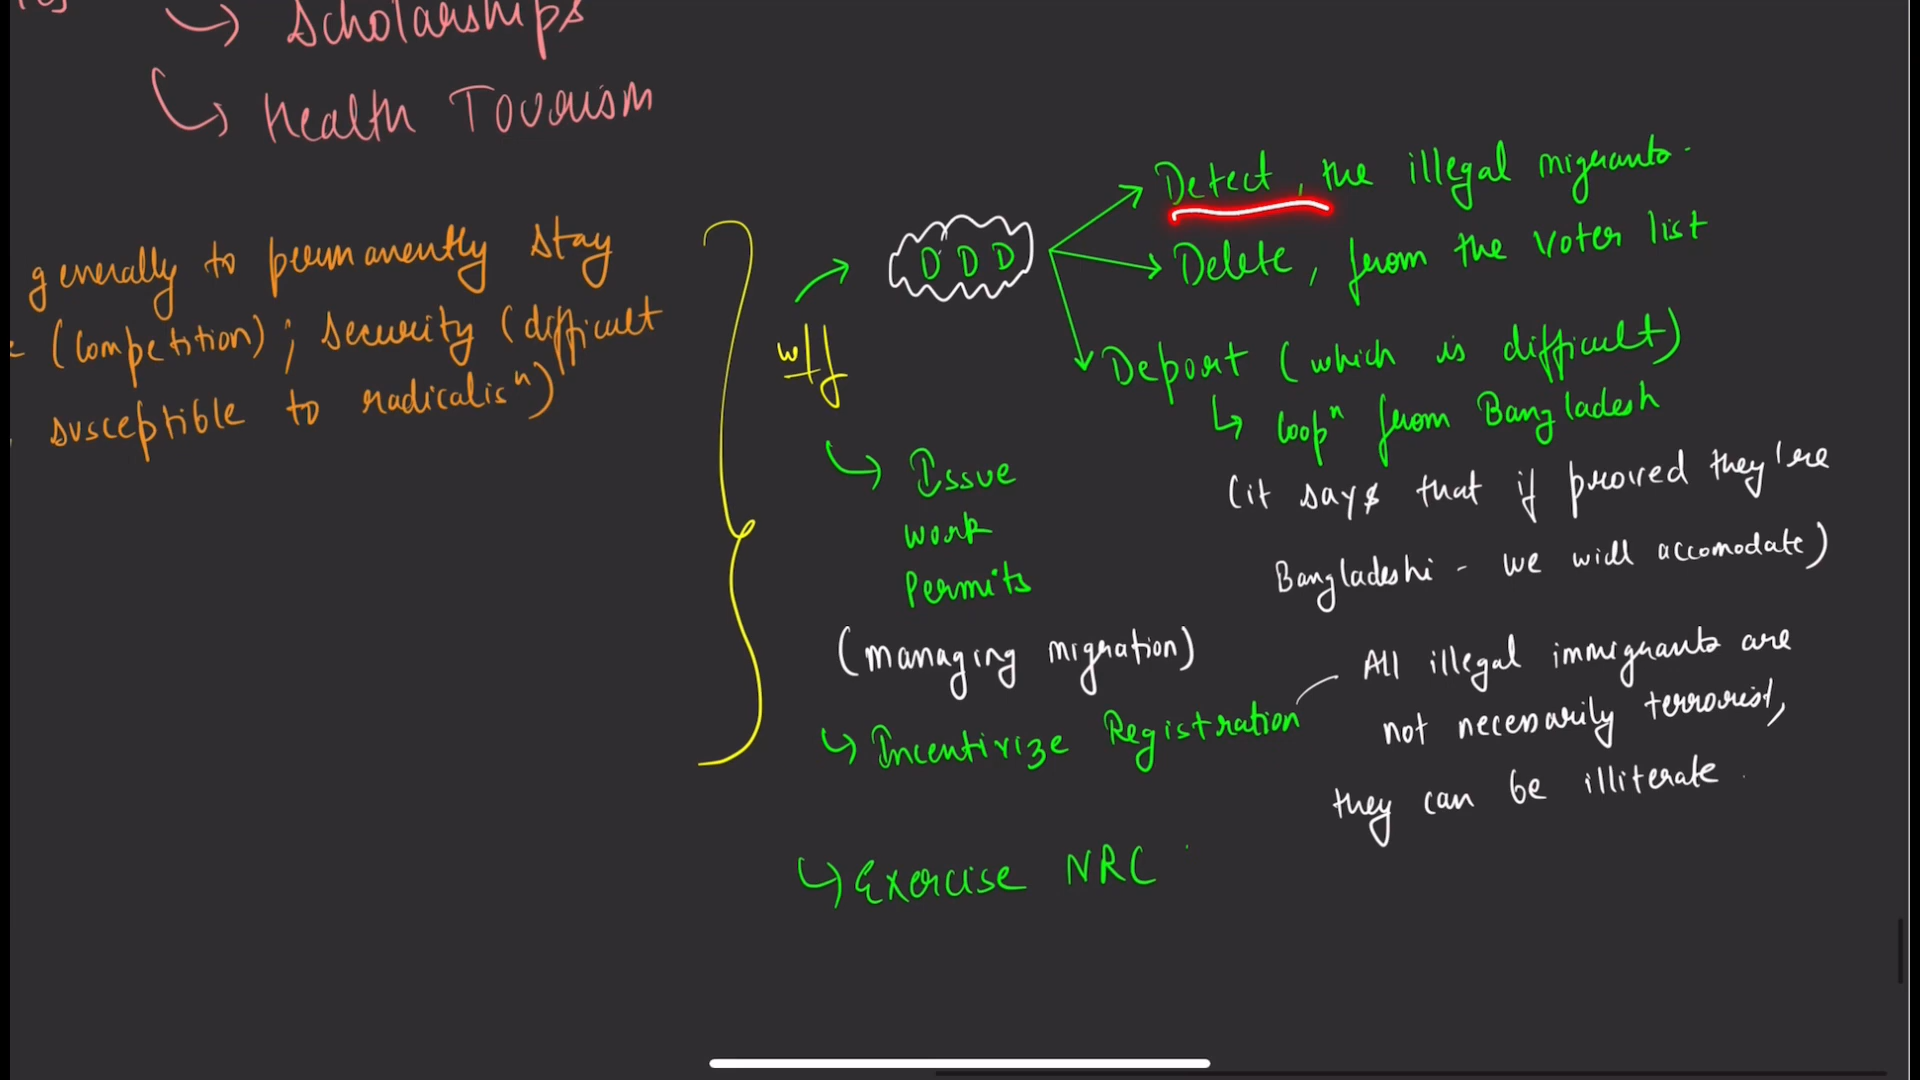 → Scholarships
↳ Health Tourism
generally to permanently stay
(competition) ; security (difficult
susceptible to radicalisⁿ)
w/f
→ DDD
→ Detect, the illegal migrants.
→ Delete, from the voter list
→ Deport (which is difficult)
↳ coopⁿ from Bangladesh
(it says that if proved they're
Bangladeshi - we will accomodate)
↳ Issue
work
Permits
(managing migration)
↳ Incentivize Registration
All illegal immigrants are
not necessarily terrorist,
they can be illiterate.
↳ Exercise NRC